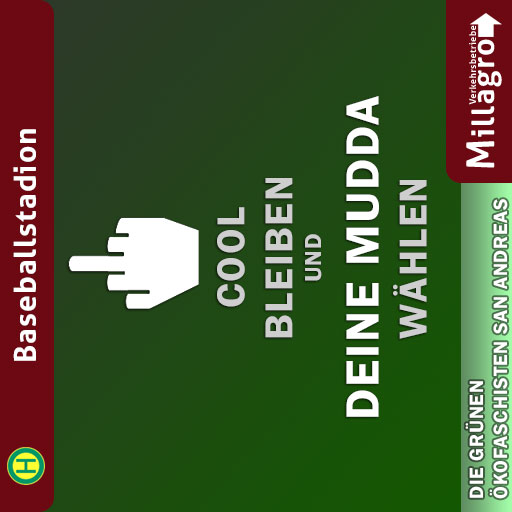 Baseballstadion
H
COOL
BLEIBEN
UND
DEINE MUDDA
WÄHLEN
Verkehrsbetriebe
Millagro
DIE GRÜNEN
ÖKOFASCHISTEN SAN ANDREAS